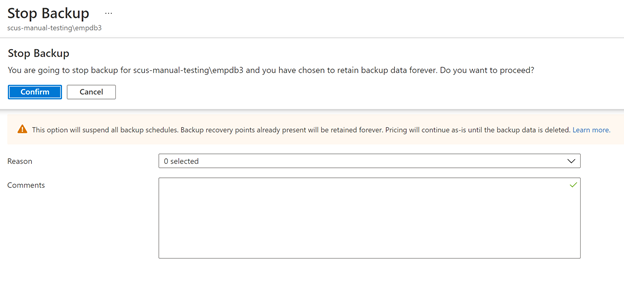 Stop Backup ...
scus-manual-testing\empdb3
Stop Backup
You are going to stop backup for scus-manual-testing\empdb3 and you have chosen to retain backup data forever. Do you want to proceed?
Confirm Cancel
This option will suspend all backup schedules. Backup recovery points already present will be retained forever. Pricing will continue as-is until the backup data is deleted. Learn more.
Reason 0 selected
Comments